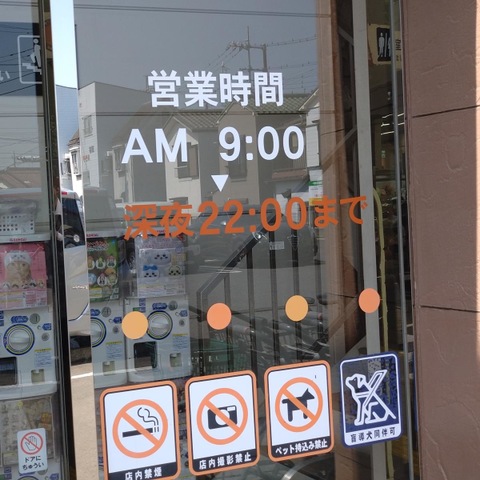 営業時間
AM 9:00
▼
深夜22:00まで
店内禁煙
店内撮影禁止
ペット持込み禁止
盲導犬同伴可
ドアに
ちゅうい